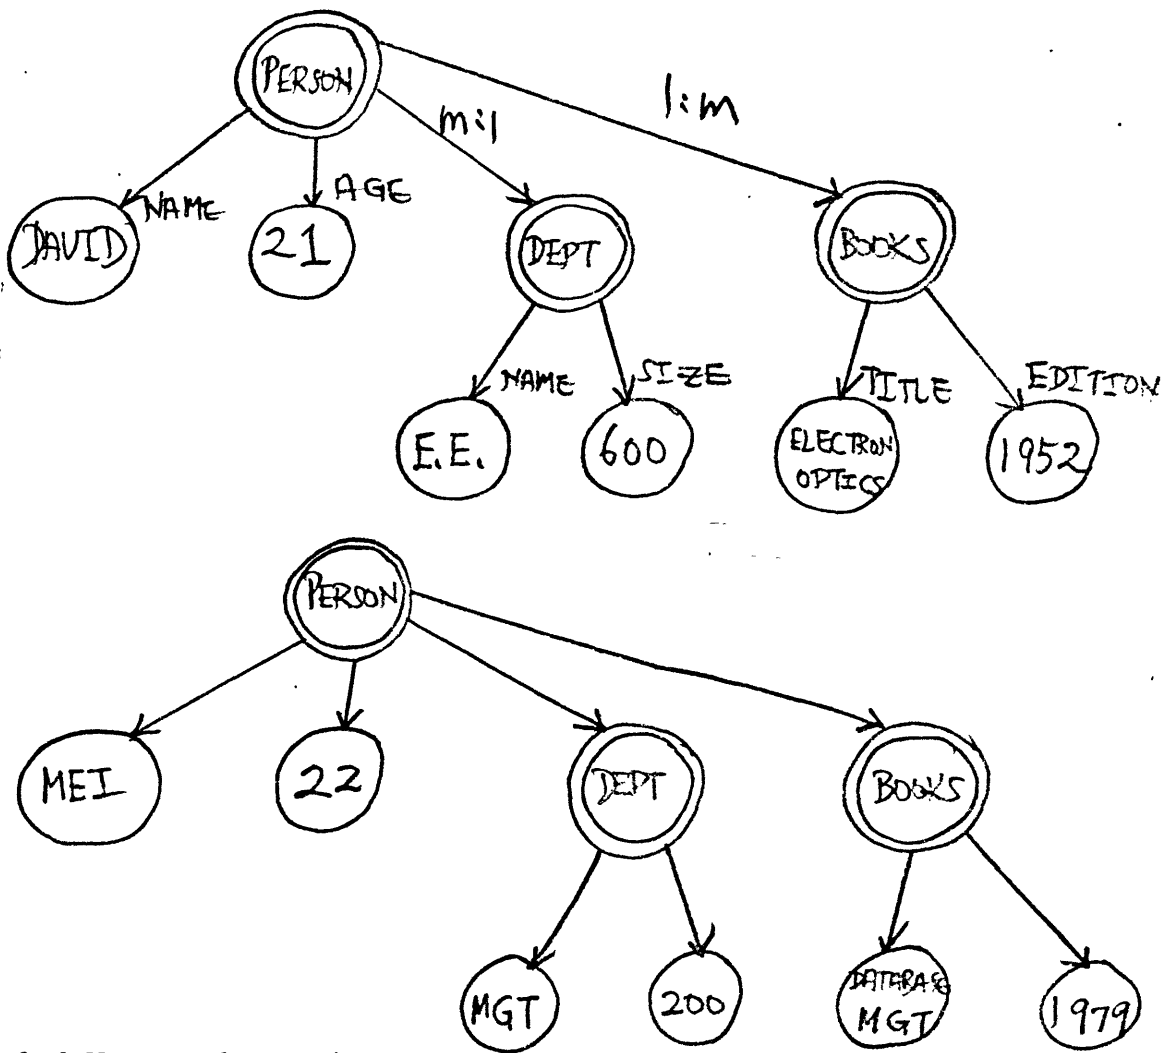 PERSON
1:m
m:1
NAME
AGE
DAVID
21
DEPT
BOOKS
NAME
SIZE
TITLE
EDITION
E.E.
600
ELECTRON
OPTICS
1952
PERSON
MEI
22
DEPT
BOOKS
MGT
200
DATABASE
MGT
1979